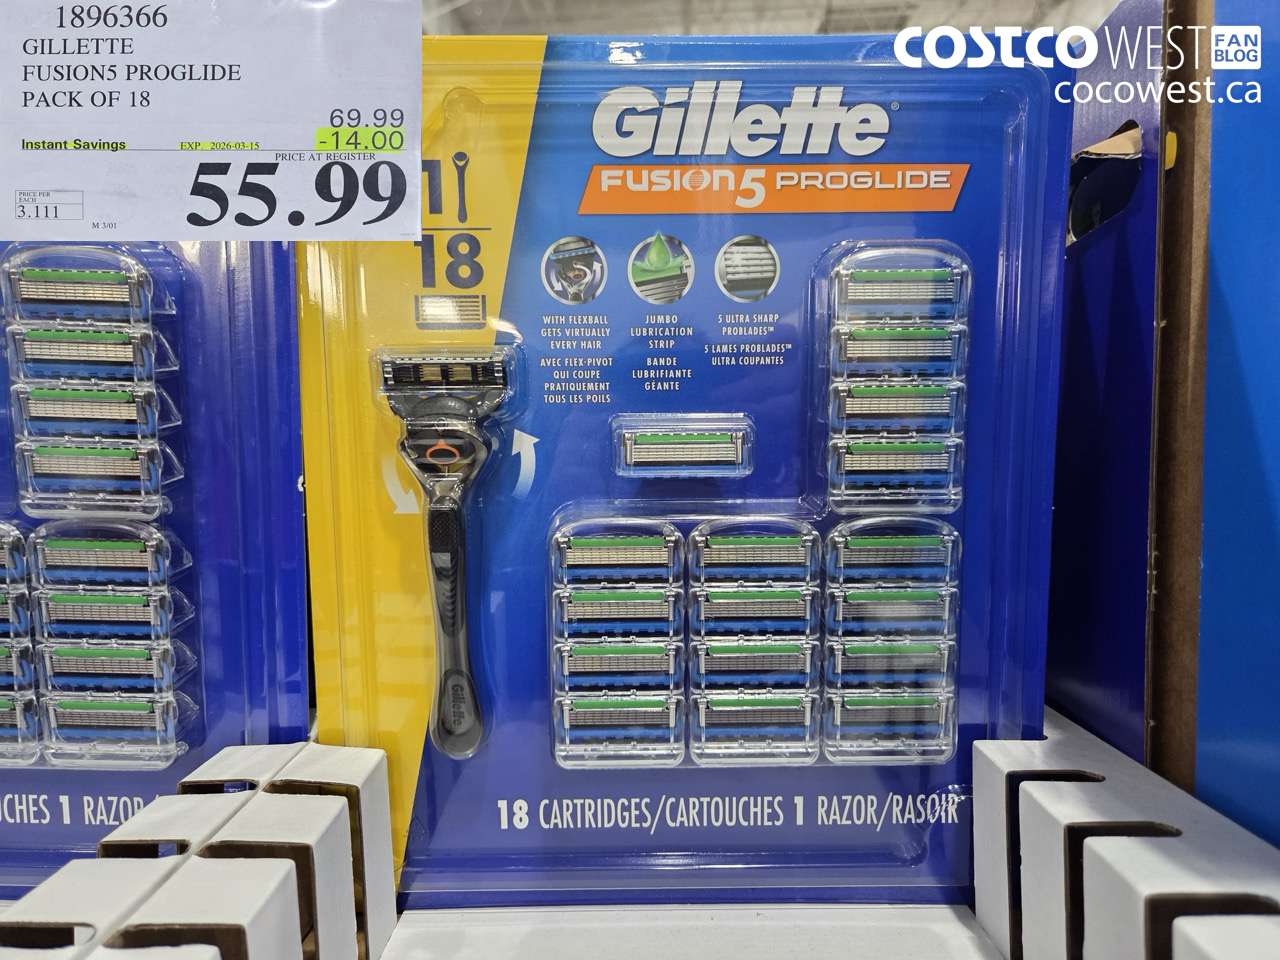 1896366
GILLETTE
FUSION5 PROGLIDE
PACK OF 18
69.99
Instant Savings EXP. 2026-03-15 -14.00
PRICE AT REGISTER
55.99
PRICE PER
EACH
3.111
M 3/01
COSTCO WEST FAN BLOG
cocowest.ca
Gillette®
FUSION5 PROGLIDE
1
18
WITH FLEXBALL
GETS VIRTUALLY
EVERY HAIR
AVEC FLEX-PIVOT
QUI COUPE
PRATIQUEMENT
TOUS LES POILS
JUMBO
LUBRICATION
STRIP
BANDE
LUBRIFIANTE
GÉANTE
5 ULTRA SHARP
PROBLADES™
5 LAMES PROBLADES™
ULTRA COUPANTES
Gillette
18 CARTRIDGES/CARTOUCHES 1 RAZOR/RASOIR
CHES 1 RAZOR